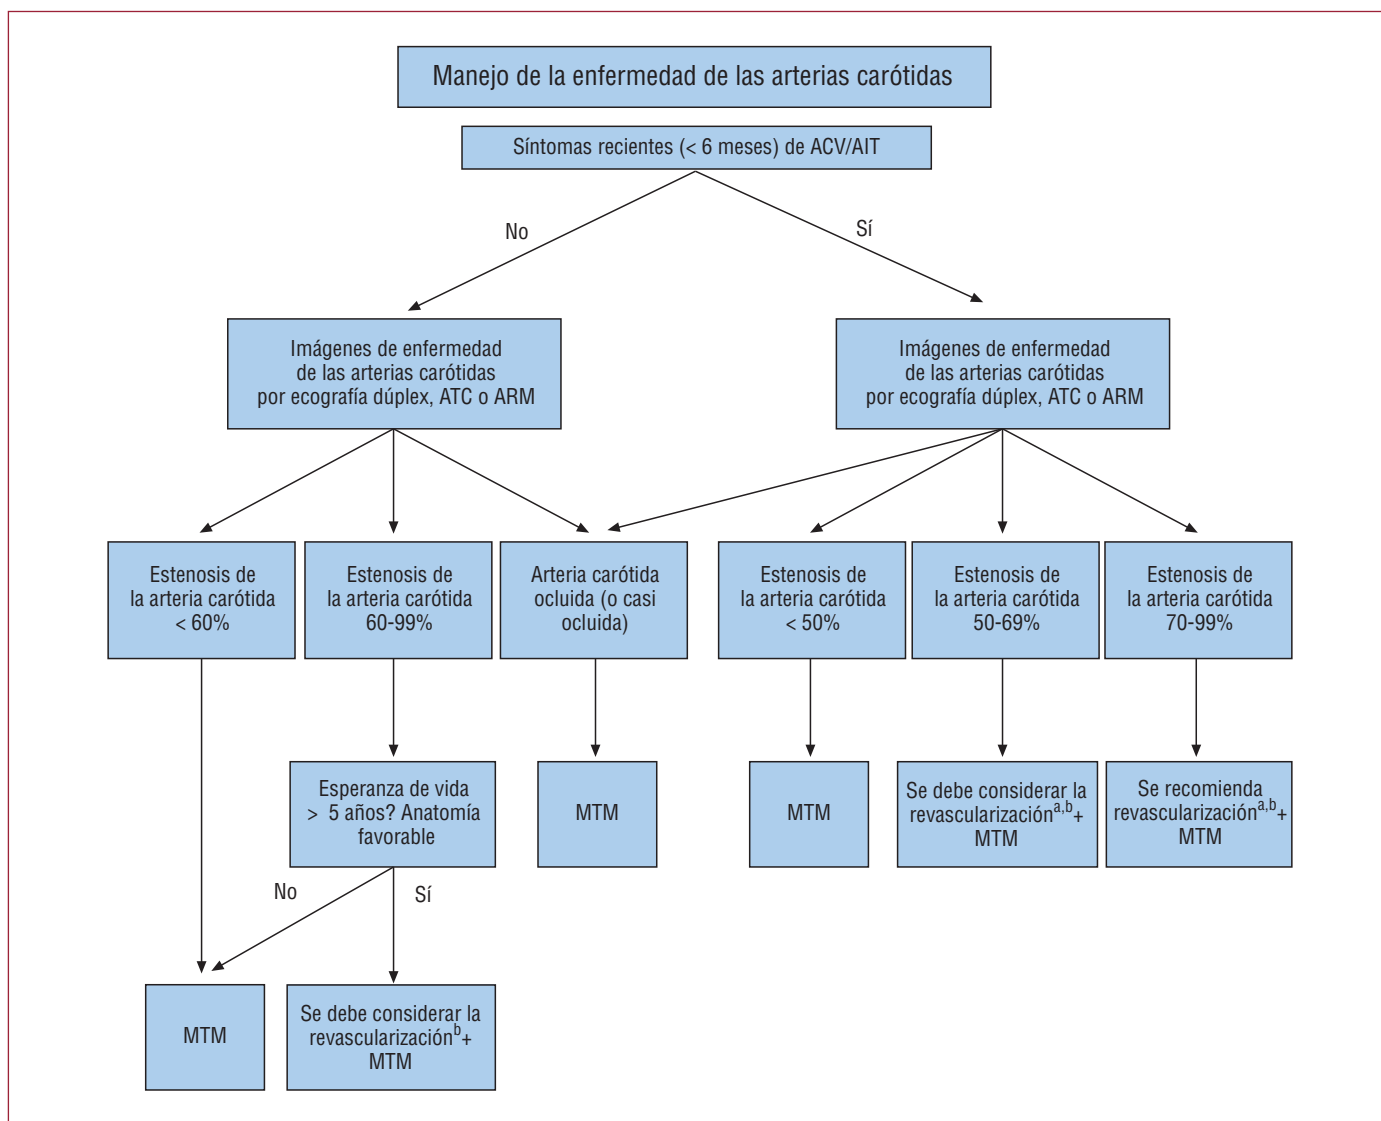 Manejo de la enfermedad de las arterias carótidas
Síntomas recientes (< 6 meses) de ACV/AIT
No
Sí
Imágenes de enfermedad
de las arterias carótidas
por ecografía dúplex, ATC o ARM
Imágenes de enfermedad
de las arterias carótidas
por ecografía dúplex, ATC o ARM
Estenosis de
la arteria carótida
< 60%
Estenosis de
la arteria carótida
60-99%
Arteria carótida
ocluida (o casi
ocluida)
Estenosis de
la arteria carótida
< 50%
Estenosis de
la arteria carótida
50-69%
Estenosis de
la arteria carótida
70-99%
Esperanza de vida
> 5 años? Anatomía
favorable
MTM
MTM
Se debe considerar la
revascularización^a,b+
MTM
Se recomienda
revascularización^a,b+
MTM
No
Sí
MTM
Se debe considerar la
revascularización^b+
MTM